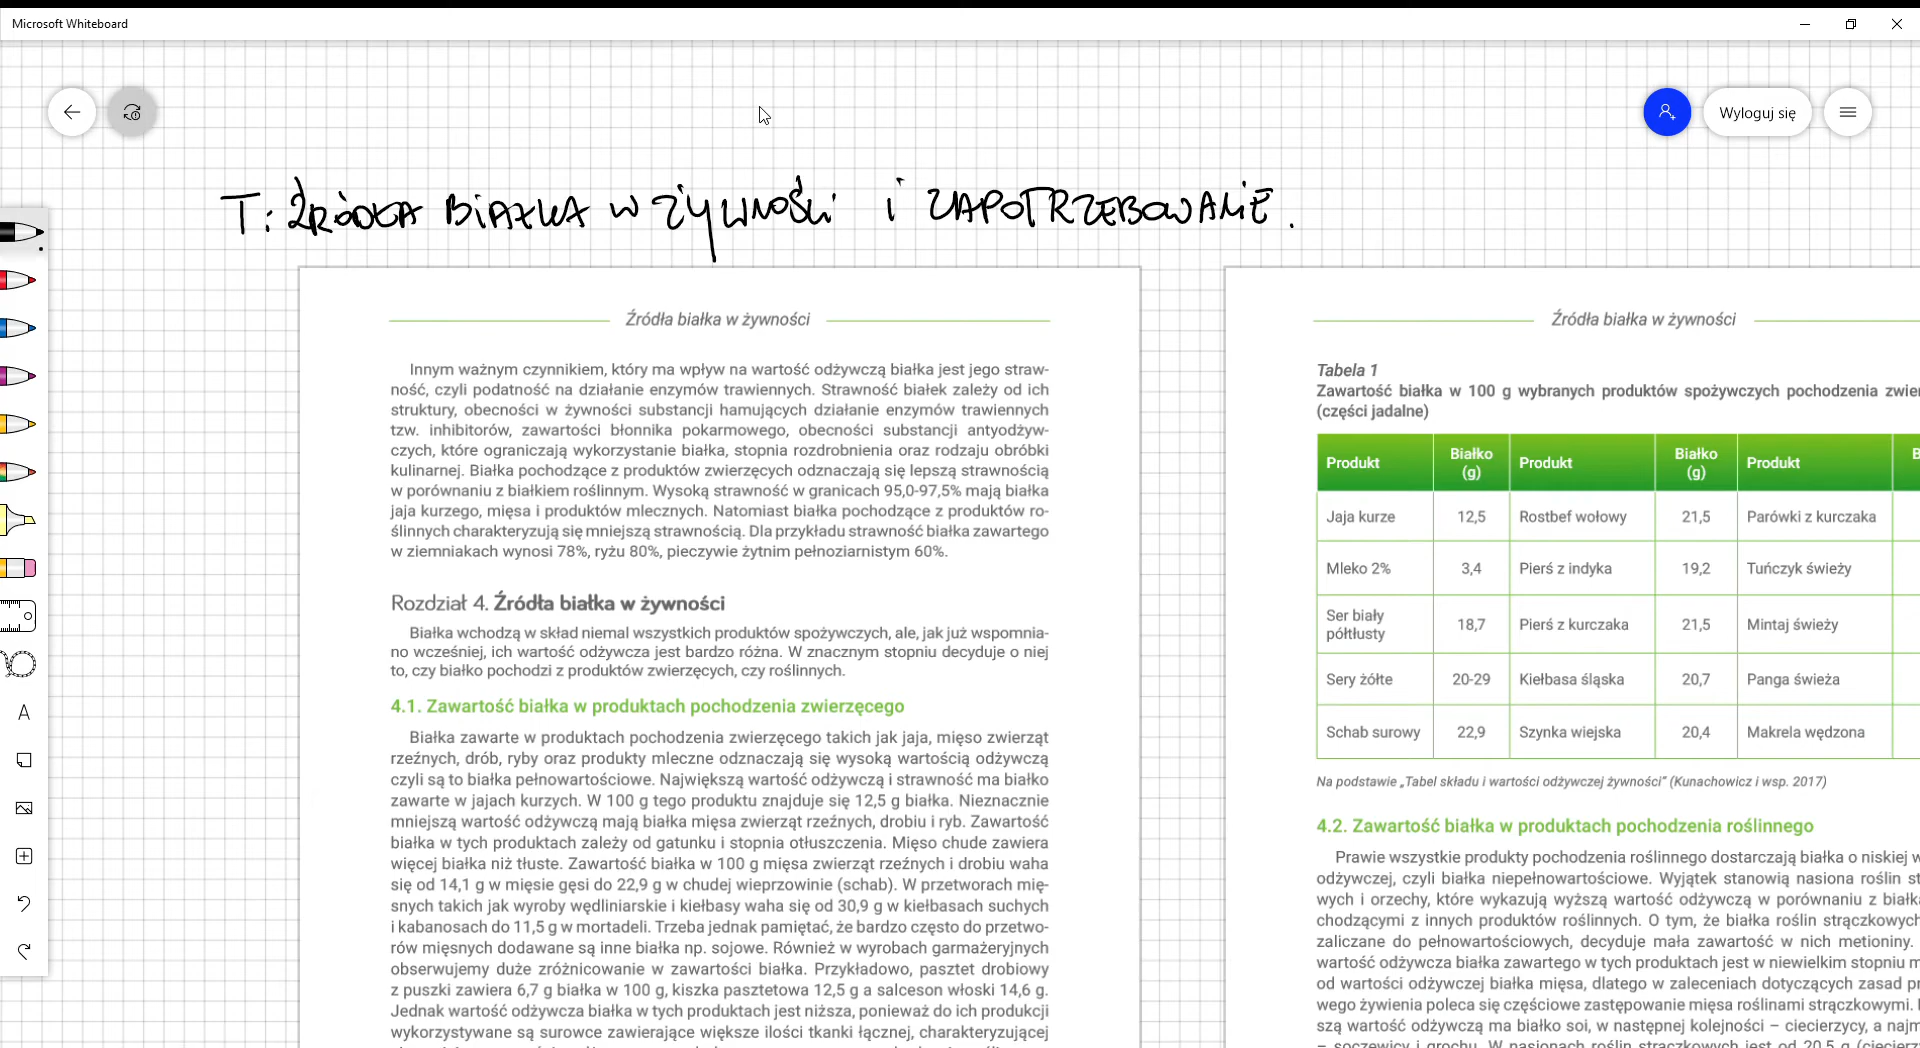 Microsoft Whiteboard
Wyloguj się
T: ŹRÓDŁA BIAŁKA W ŻYWNOŚCI I ZAPOTRZEBOWANIE.
Źródła białka w żywności
Innym ważnym czynnikiem, który ma wpływ na wartość odżywczą białka jest jego straw-
ność, czyli podatność na działanie enzymów trawiennych. Strawność białek zależy od ich
struktury, obecności w żywności substancji hamujących działanie enzymów trawiennych
tzw. inhibitorów, zawartości błonnika pokarmowego, obecności substancji antyodżyw-
czych, które ograniczają wykorzystanie białka, stopnia rozdrobnienia oraz rodzaju obróbki
kulinarnej. Białka pochodzące z produktów zwierzęcych odznaczają się lepszą strawnością
w porównaniu z białkiem roślinnym. Wysoką strawność w granicach 95,0-97,5% mają białka
jaja kurzego, mięsa i produktów mlecznych. Natomiast białka pochodzące z produktów ro-
ślinnych charakteryzują się mniejszą strawnością. Dla przykładu strawność białka zawartego
w ziemniakach wynosi 78%, ryżu 80%, pieczywie żytnim pełnoziarnistym 60%.
Rozdział 4. Źródła białka w żywności
Białka wchodzą w skład niemal wszystkich produktów spożywczych, ale, jak już wspomnia-
no wcześniej, ich wartość odżywcza jest bardzo różna. W znacznym stopniu decyduje o niej
to, czy białko pochodzi z produktów zwierzęcych, czy roślinnych.
4.1. Zawartość białka w produktach pochodzenia zwierzęcego
Białka zawarte w produktach pochodzenia zwierzęcego takich jak jaja, mięso zwierząt
rzeźnych, drób, ryby oraz produkty mleczne odznaczają się wysoką wartością odżywczą
czyli są to białka pełnowartościowe. Największą wartość odżywczą i strawność ma białko
zawarte w jajach kurzych. W 100 g tego produktu znajduje się 12,5 g białka. Nieznacznie
mniejszą wartość odżywczą mają białka mięsa zwierząt rzeźnych, drobiu i ryb. Zawartość
białka w tych produktach zależy od gatunku i stopnia otłuszczenia. Mięso chude zawiera
więcej białka niż tłuste. Zawartość białka w 100 g mięsa zwierząt rzeźnych i drobiu waha
się od 14,1 g w mięsie gęsi do 22,9 g w chudej wieprzowinie (schab). W przetworach mię-
snych takich jak wyroby wędliniarskie i kiełbasy waha się od 30,9 g w kiełbasach suchych
i kabanosach do 11,5 g w mortadeli. Trzeba jednak pamiętać, że bardzo często do przetwo-
rów mięsnych dodawane są inne białka np. sojowe. Również w wyrobach garmażeryjnych
obserwujemy duże zróżnicowanie w zawartości białka. Przykładowo, pasztet drobiowy
z puszki zawiera 6,7 g białka w 100 g, kiszka pasztetowa 12,5 g a salceson włoski 14,6 g.
Jednak wartość odżywcza białka w tych produktach jest niższa, ponieważ do ich produkcji
wykorzystywane są surowce zawierające większe ilości tkanki łącznej, charakteryzującej
Źródła białka w żywności
Tabela 1
Zawartość białka w 100 g wybranych produktów spożywczych pochodzenia zwier
(części jadalne)
Produkt Białko (g) Produkt Białko (g) Produkt B
Jaja kurze 12,5 Rostbef wołowy 21,5 Parówki z kurczaka
Mleko 2% 3,4 Pierś z indyka 19,2 Tuńczyk świeży
Ser biały półtłusty 18,7 Pierś z kurczaka 21,5 Mintaj świeży
Sery żółte 20-29 Kiełbasa śląska 20,7 Panga świeża
Schab surowy 22,9 Szynka wiejska 20,4 Makrela wędzona
Na podstawie „Tabel składu i wartości odżywczej żywności” (Kunachowicz i wsp. 2017)
4.2. Zawartość białka w produktach pochodzenia roślinnego
Prawie wszystkie produkty pochodzenia roślinnego dostarczają białka o niskiej w
odżywczej, czyli białka niepełnowartościowe. Wyjątek stanowią nasiona roślin st
wych i orzechy, które wykazują wyższą wartość odżywczą w porównaniu z białka
chodzącymi z innych produktów roślinnych. O tym, że białka roślin strączkowych
zaliczane do pełnowartościowych, decyduje mała zawartość w nich metioniny.
wartość odżywcza białka zawartego w tych produktach jest w niewielkim stopniu m
od wartości odżywczej białka mięsa, dlatego w zaleceniach dotyczących zasad pr
wego żywienia poleca się częściowe zastępowanie mięsa roślinami strączkowymi.
szą wartość odżywczą ma białko soi, w następnej kolejności – ciecierzycy, a najm
– soczewicy i grochu. W nasionach roślin strączkowych jest od 20,5 g (ciecierz